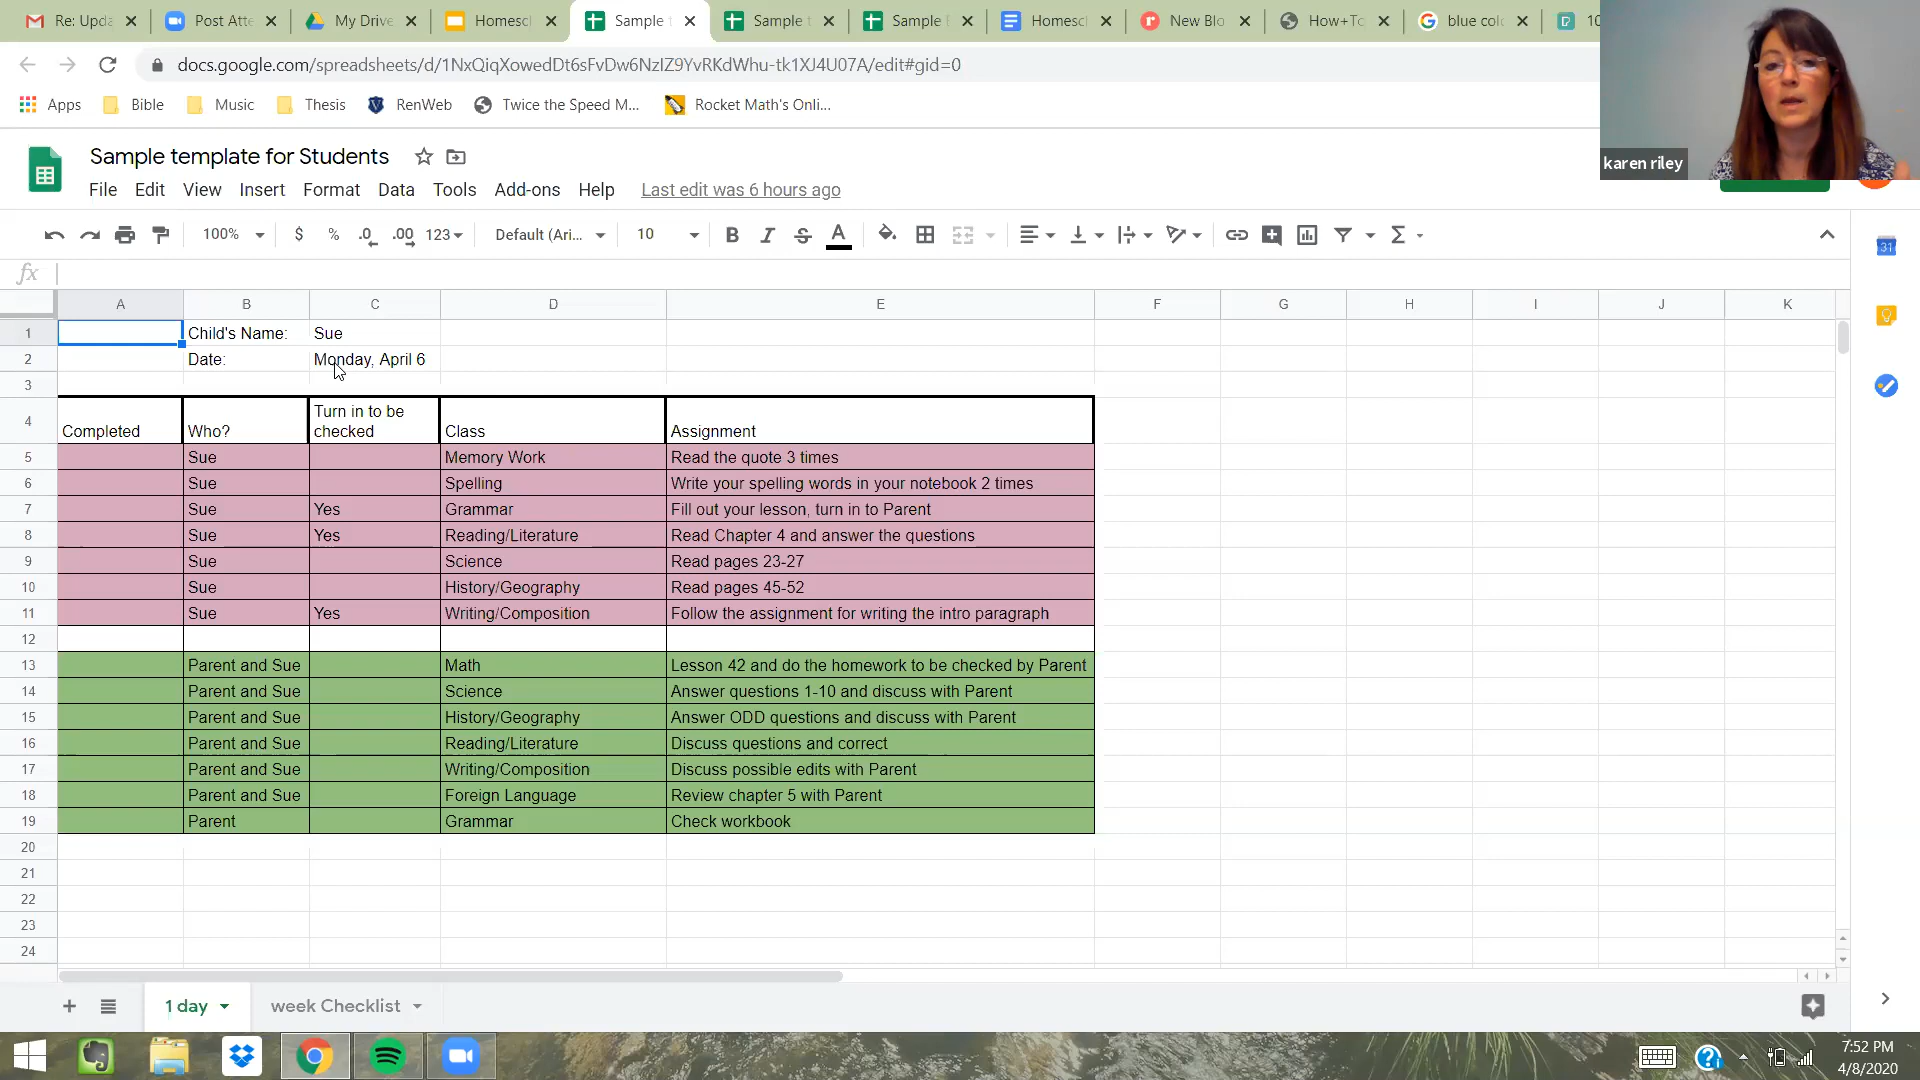 Re: Upda
Post Atte
My Drive
Homesch
Sample t
Sample t
Sample
Homesch
New Blo
How+To
blue colo
10
docs.google.com/spreadsheets/d/1NxQiqXowedDt6sFvDw6NzIZ9YvRKdWhu-tk1XJ4U07A/edit#gid=0
Apps
Bible
Music
Thesis
RenWeb
Twice the Speed M...
Rocket Math's Onli...
karen riley
Sample template for Students
File Edit View Insert Format Data Tools Add-ons Help Last edit was 6 hours ago
100% $ % .0 .00 123 Default (Ari... 10 B I S A
fx
A B C D E F G H I J K
1 Child's Name: Sue
2 Date: Monday, April 6
3
4 Completed Who? Turn in to be checked Class Assignment
5 Sue Memory Work Read the quote 3 times
6 Sue Spelling Write your spelling words in your notebook 2 times
7 Sue Yes Grammar Fill out your lesson, turn in to Parent
8 Sue Yes Reading/Literature Read Chapter 4 and answer the questions
9 Sue Science Read pages 23-27
10 Sue History/Geography Read pages 45-52
11 Sue Yes Writing/Composition Follow the assignment for writing the intro paragraph
12
13 Parent and Sue Math Lesson 42 and do the homework to be checked by Parent
14 Parent and Sue Science Answer questions 1-10 and discuss with Parent
15 Parent and Sue History/Geography Answer ODD questions and discuss with Parent
16 Parent and Sue Reading/Literature Discuss questions and correct
17 Parent and Sue Writing/Composition Discuss possible edits with Parent
18 Parent and Sue Foreign Language Review chapter 5 with Parent
19 Parent Grammar Check workbook
20
21
22
23
24
1 day
week Checklist
31
7:52 PM
4/8/2020